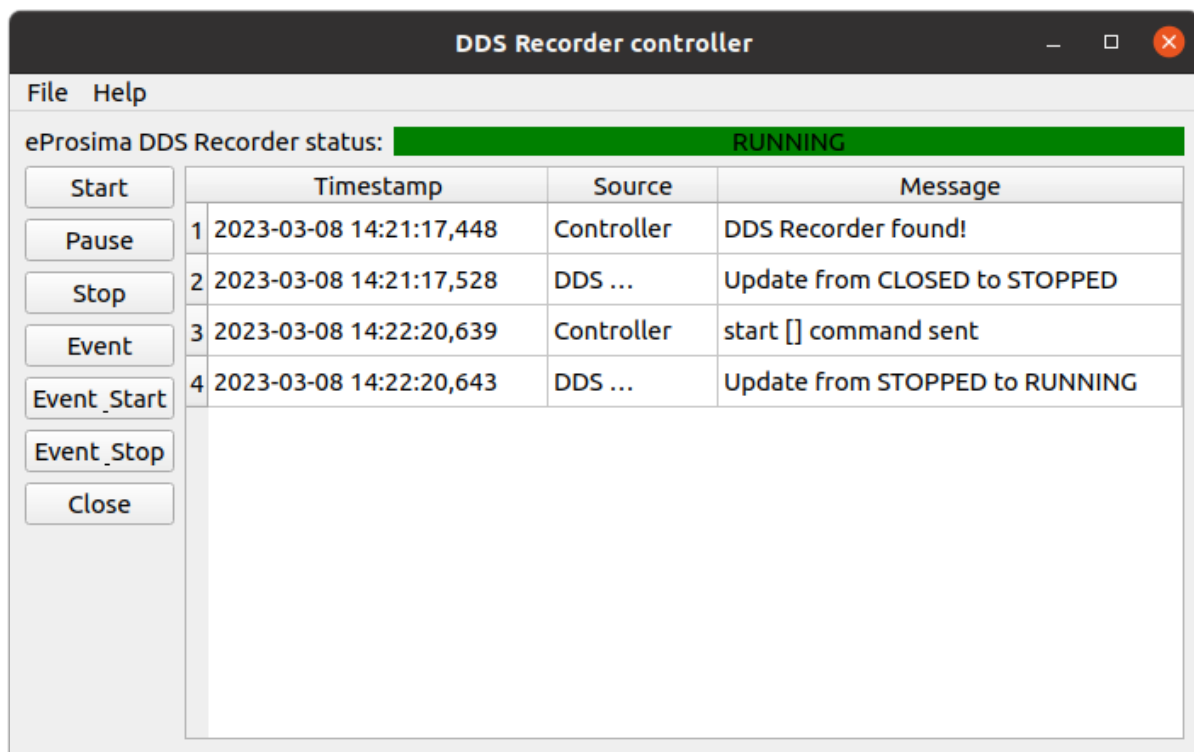 DDS Recorder controller
File Help
eProsima DDS Recorder status: RUNNING
Start
Pause
Stop
Event
Event_Start
Event_Stop
Close
Timestamp Source Message
1 2023-03-08 14:21:17,448 Controller DDS Recorder found!
2 2023-03-08 14:21:17,528 DDS ... Update from CLOSED to STOPPED
3 2023-03-08 14:22:20,639 Controller start [] command sent
4 2023-03-08 14:22:20,643 DDS ... Update from STOPPED to RUNNING